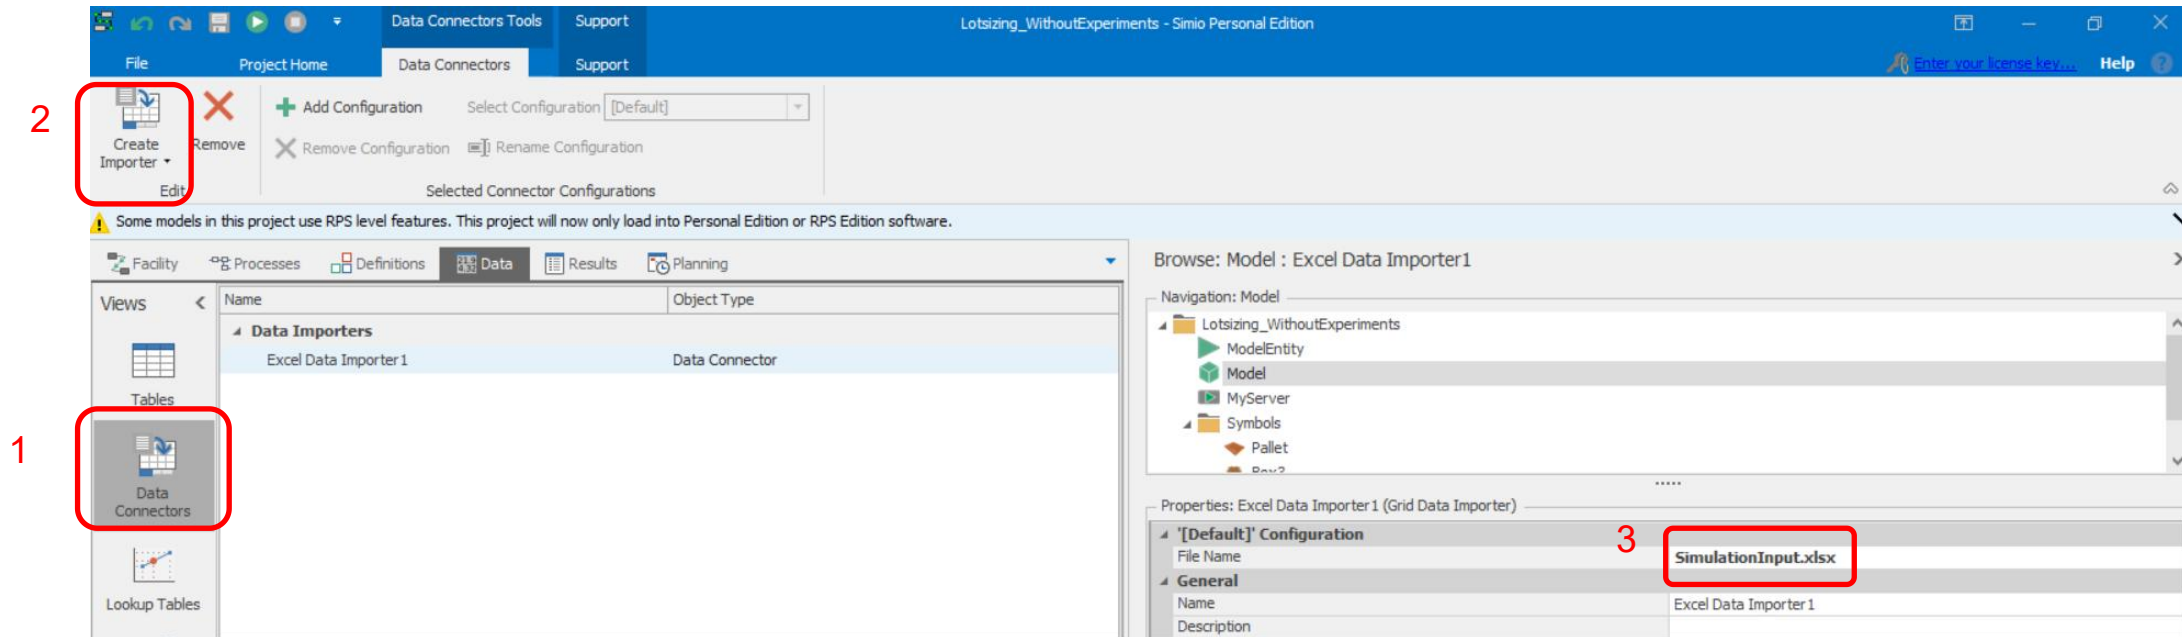 Data Connectors Tools
Support
Lotsizing_WithoutExperiments - Simio Personal Edition
File
Project Home
Data Connectors
Support
Enter your license key...
Help
2
Create Importer
Remove
Add Configuration
Select Configuration [Default]
Remove Configuration
Rename Configuration
Edit
Selected Connector Configurations
Some models in this project use RPS level features. This project will now only load into Personal Edition or RPS Edition software.
Facility
Processes
Definitions
Data
Results
Planning
Views
Tables
1
Data Connectors
Lookup Tables
Name
Object Type
Data Importers
Excel Data Importer1
Data Connector
Browse: Model : Excel Data Importer1
Navigation: Model
Lotsizing_WithoutExperiments
ModelEntity
Model
MyServer
Symbols
Pallet
Properties: Excel Data Importer1 (Grid Data Importer)
'[Default]' Configuration
3
File Name
SimulationInput.xlsx
General
Name
Excel Data Importer1
Description